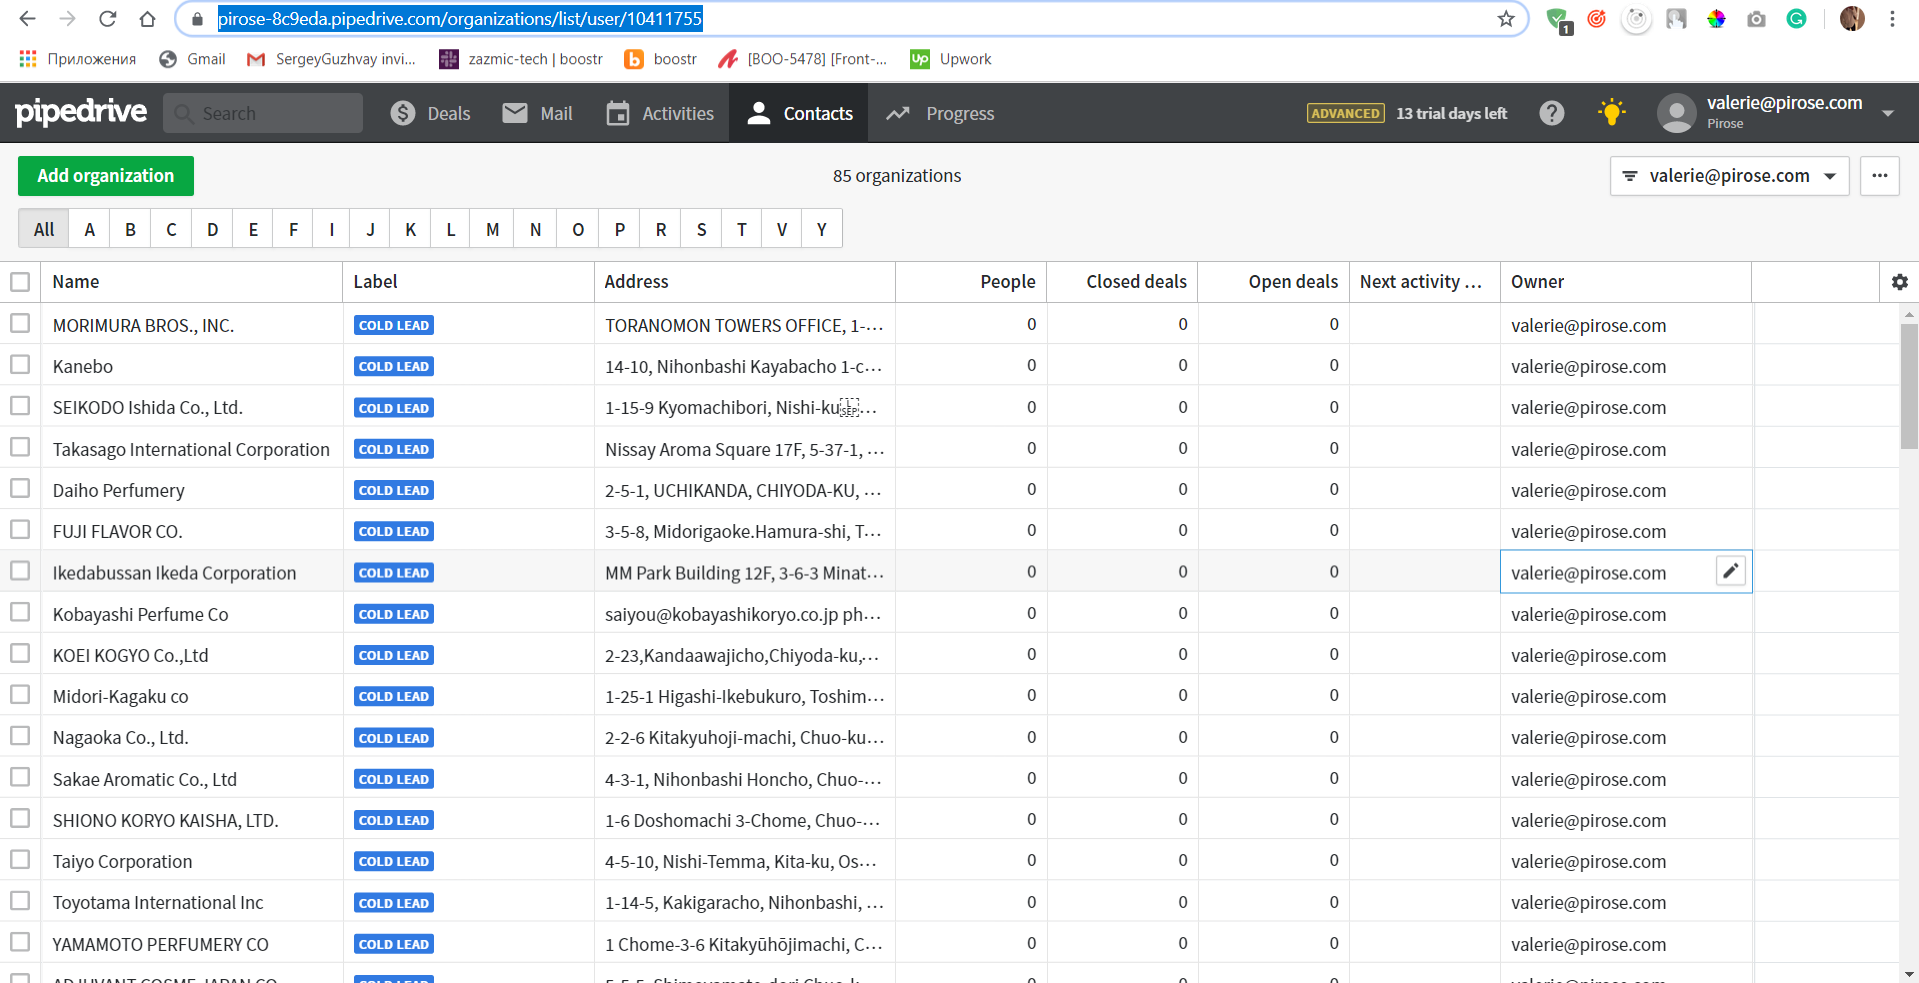 pirose-8c9eda.pipedrive.com/organizations/list/user/10411755
1
Приложения Gmail SergeyGuzhvay invi... zazmic-tech | boostr boostr [BOO-5478] [Front-... Upwork
pipedrive Search Deals Mail Activities Contacts Progress ADVANCED 13 trial days left valerie@pirose.com
Pirose
Add organization 85 organizations valerie@pirose.com ...
All A B C D E F I J K L M N O P R S T V Y
Name Label Address People Closed deals Open deals Next activity ... Owner
MORIMURA BROS., INC. COLD LEAD TORANOMON TOWERS OFFICE, 1-... 0 0 0 valerie@pirose.com
Kanebo COLD LEAD 14-10, Nihonbashi Kayabacho 1-c... 0 0 0 valerie@pirose.com
SEIKODO Ishida Co., Ltd. COLD LEAD 1-15-9 Kyomachibori, Nishi-ku... 0 0 0 valerie@pirose.com
Takasago International Corporation COLD LEAD Nissay Aroma Square 17F, 5-37-1, ... 0 0 0 valerie@pirose.com
Daiho Perfumery COLD LEAD 2-5-1, UCHIKANDA, CHIYODA-KU, ... 0 0 0 valerie@pirose.com
FUJI FLAVOR CO. COLD LEAD 3-5-8, Midorigaoke.Hamura-shi, T... 0 0 0 valerie@pirose.com
Ikedabussan Ikeda Corporation COLD LEAD MM Park Building 12F, 3-6-3 Minat... 0 0 0 valerie@pirose.com
Kobayashi Perfume Co COLD LEAD saiyou@kobayashikoryo.co.jp ph... 0 0 0 valerie@pirose.com
KOEI KOGYO Co.,Ltd COLD LEAD 2-23,Kandaawajicho,Chiyoda-ku,... 0 0 0 valerie@pirose.com
Midori-Kagaku co COLD LEAD 1-25-1 Higashi-Ikebukuro, Toshim... 0 0 0 valerie@pirose.com
Nagaoka Co., Ltd. COLD LEAD 2-2-6 Kitakyuhoji-machi, Chuo-ku... 0 0 0 valerie@pirose.com
Sakae Aromatic Co., Ltd COLD LEAD 4-3-1, Nihonbashi Honcho, Chuo-... 0 0 0 valerie@pirose.com
SHIONO KORYO KAISHA, LTD. COLD LEAD 1-6 Doshomachi 3-Chome, Chuo-... 0 0 0 valerie@pirose.com
Taiyo Corporation COLD LEAD 4-5-10, Nishi-Temma, Kita-ku, Os... 0 0 0 valerie@pirose.com
Toyotama International Inc COLD LEAD 1-14-5, Kakigaracho, Nihonbashi, ... 0 0 0 valerie@pirose.com
YAMAMOTO PERFUMERY CO COLD LEAD 1 Chome-3-6 Kitakyūhōjimachi, C... 0 0 0 valerie@pirose.com